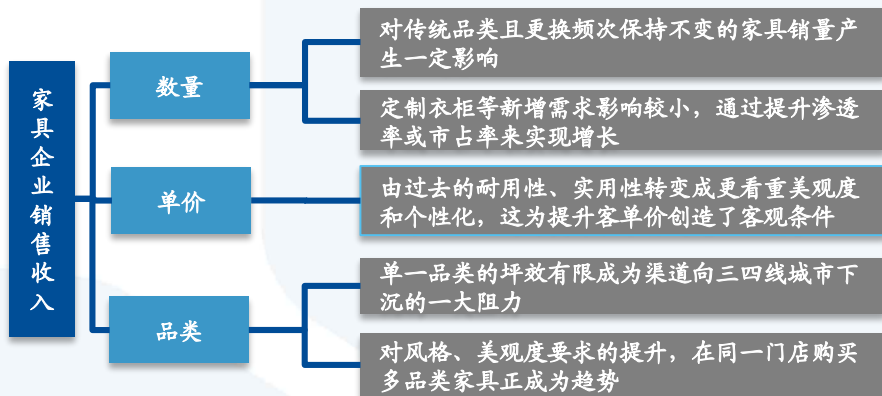 家具企业销售收入
数量
对传统品类且更换频次保持不变的家具销量产
生一定影响
定制衣柜等新增需求影响较小，通过提升渗透
率或市占率来实现增长
单价
由过去的耐用性、实用性转变成更看重美观度
和个性化，这为提升客单价创造了客观条件
品类
单一品类的坪效有限成为渠道向三四线城市下
沉的一大阻力
对风格、美观度要求的提升，在同一门店购买
多品类家具正成为趋势